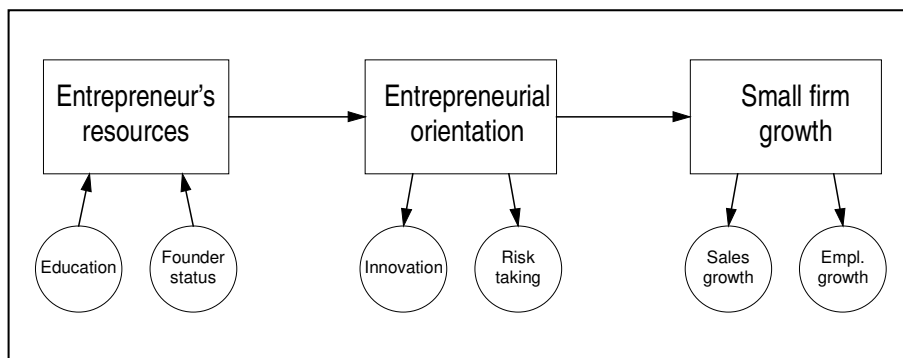 Entrepreneur's
resources
Entrepreneurial
orientation
Small firm
growth
Education
Founder
status
Innovation
Risk
taking
Sales
growth
Empl.
growth